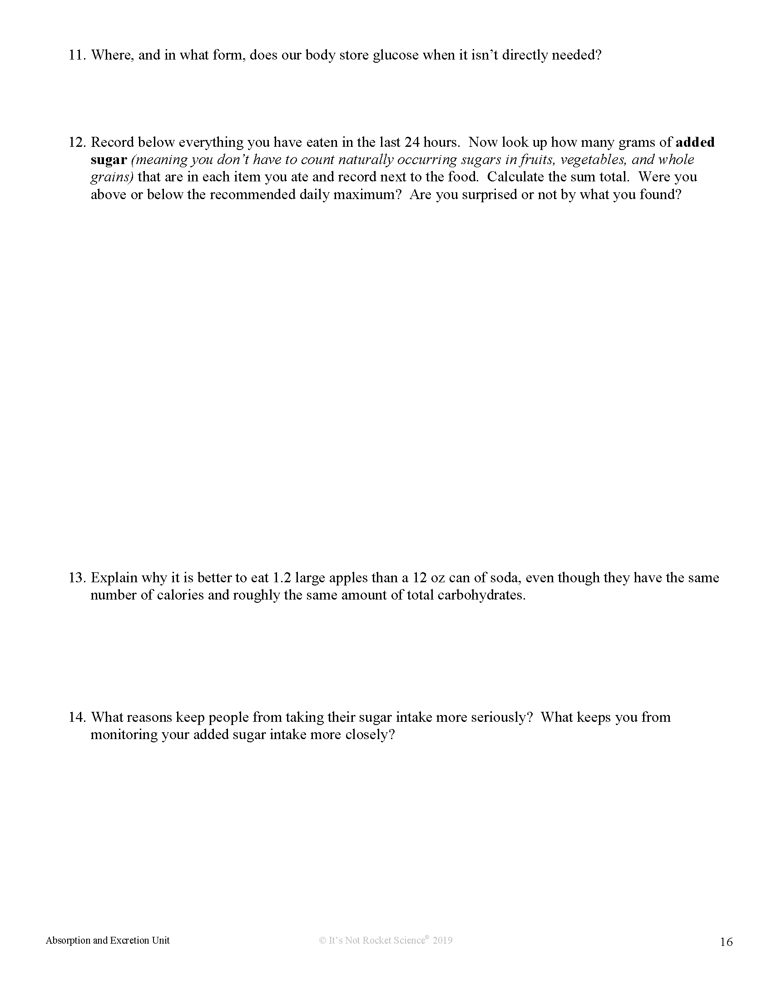 11. Where, and in what form, does our body store glucose when it isn’t directly needed?
12. Record below everything you have eaten in the last 24 hours.  Now look up how many grams of added
sugar (meaning you don’t have to count naturally occurring sugars in fruits, vegetables, and whole
grains) that are in each item you ate and record next to the food.  Calculate the sum total.  Were you
above or below the recommended daily maximum?  Are you surprised or not by what you found?
13. Explain why it is better to eat 1.2 large apples than a 12 oz can of soda, even though they have the same
number of calories and roughly the same amount of total carbohydrates.
14. What reasons keep people from taking their sugar intake more seriously?  What keeps you from
monitoring your added sugar intake more closely?
Absorption and Excretion Unit
© It’s Not Rocket Science® 2019
16